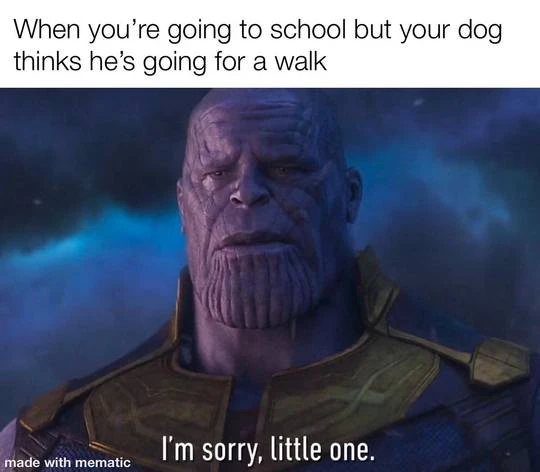 When you’re going to school but your dog
thinks he’s going for a walk
I'm sorry, little one.
made with mematic